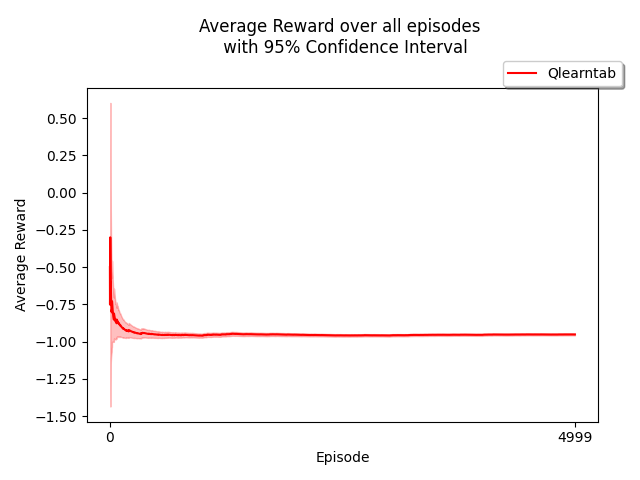 Average Reward over all episodes
with 95% Confidence Interval
Qlearntab
Average Reward
0.50
0.25
0.00
−0.25
−0.50
−0.75
−1.00
−1.25
−1.50
0
4999
Episode